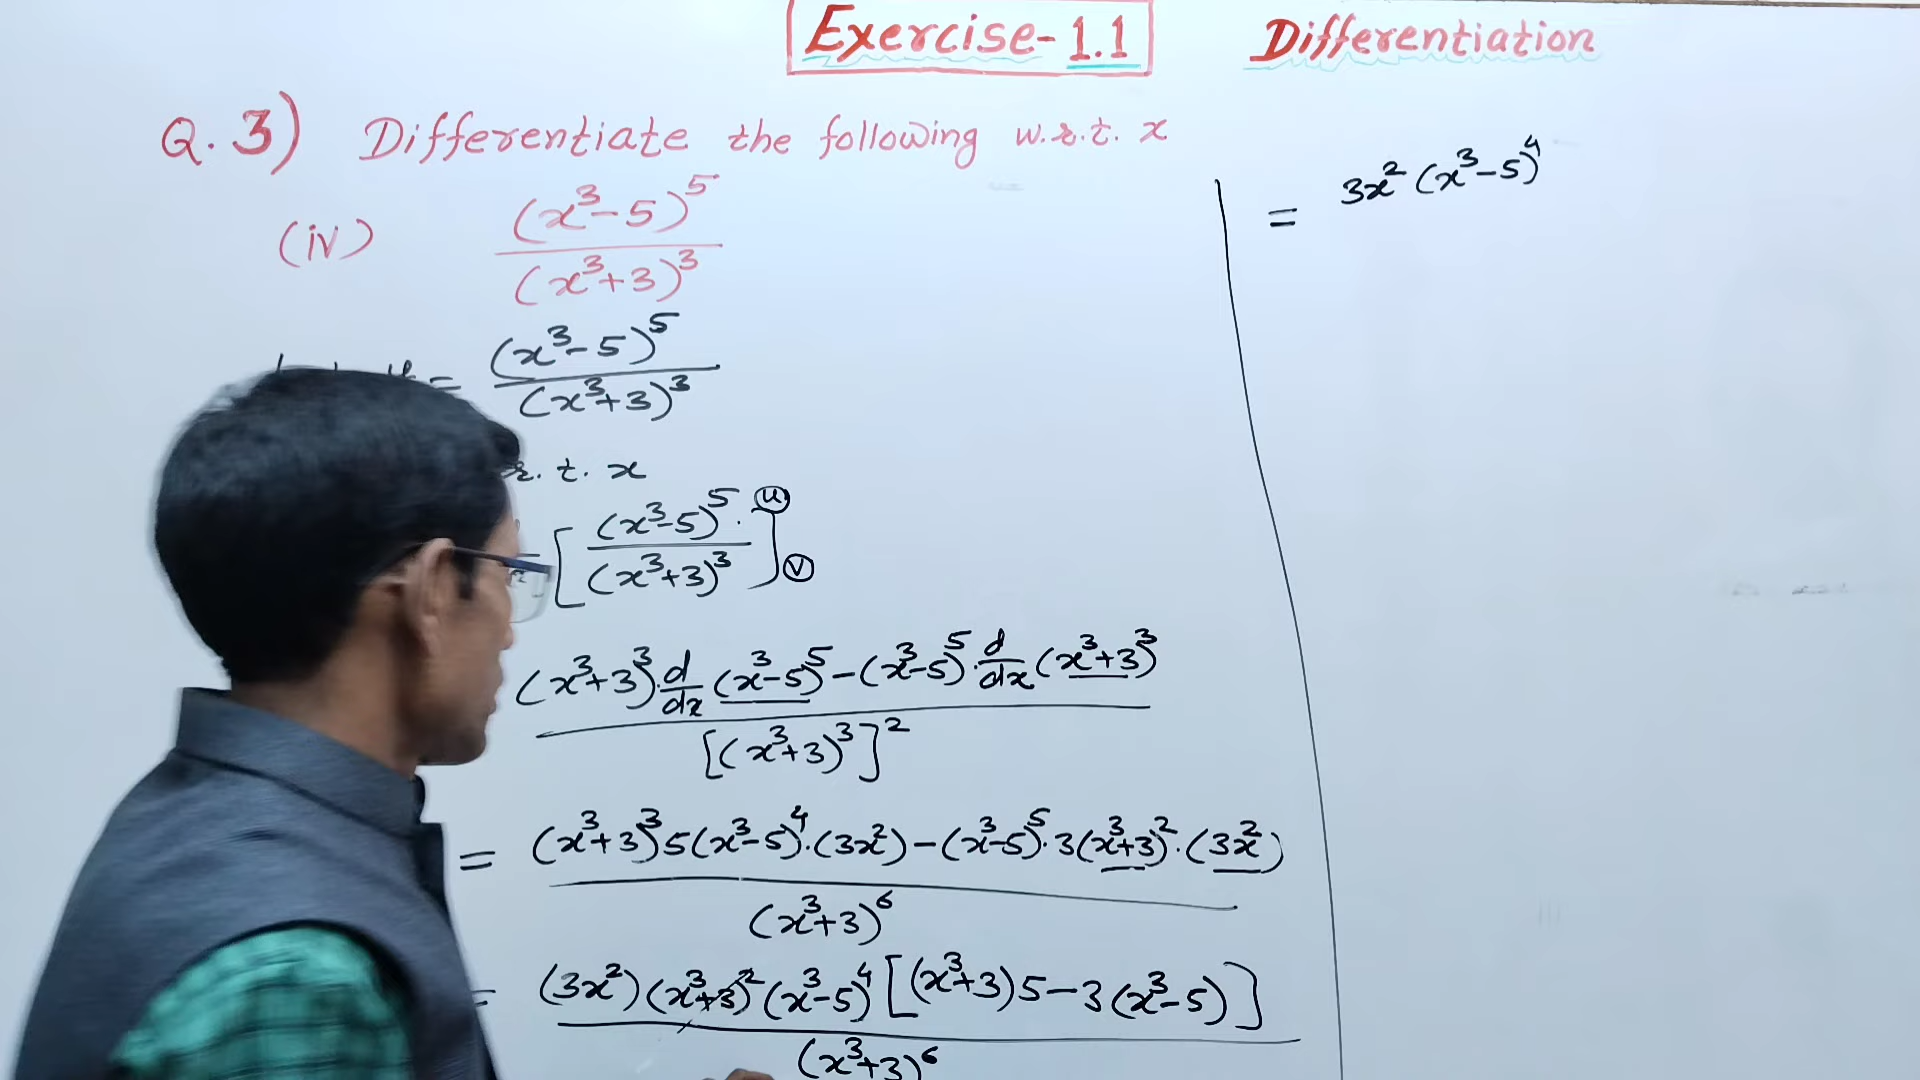 Exercise-1.1 Differentiation
Q. 3) Differentiate the following w.r.t. x
(iv) (x³-5)⁵ / (x³+3)³
= (x³-5)⁵ / (x³+3)³
r. t. x
[(x³-5)⁵ / (x³+3)³] u v
(x³+3)³. d/dx (x³-5)⁵ - (x³-5)⁵. d/dx (x³+3)³ / [(x³+3)³]²
= (x³+3)³5(x³-5)⁴.(3x²) - (x³-5)⁵.3(x³+3)².(3x²) / (x³+3)⁶
= (3x²)(x³+3)²(x³-5)⁴[(x³+3)5-3(x³-5)] / (x³+3)⁶
= 3x²(x³-5)⁴